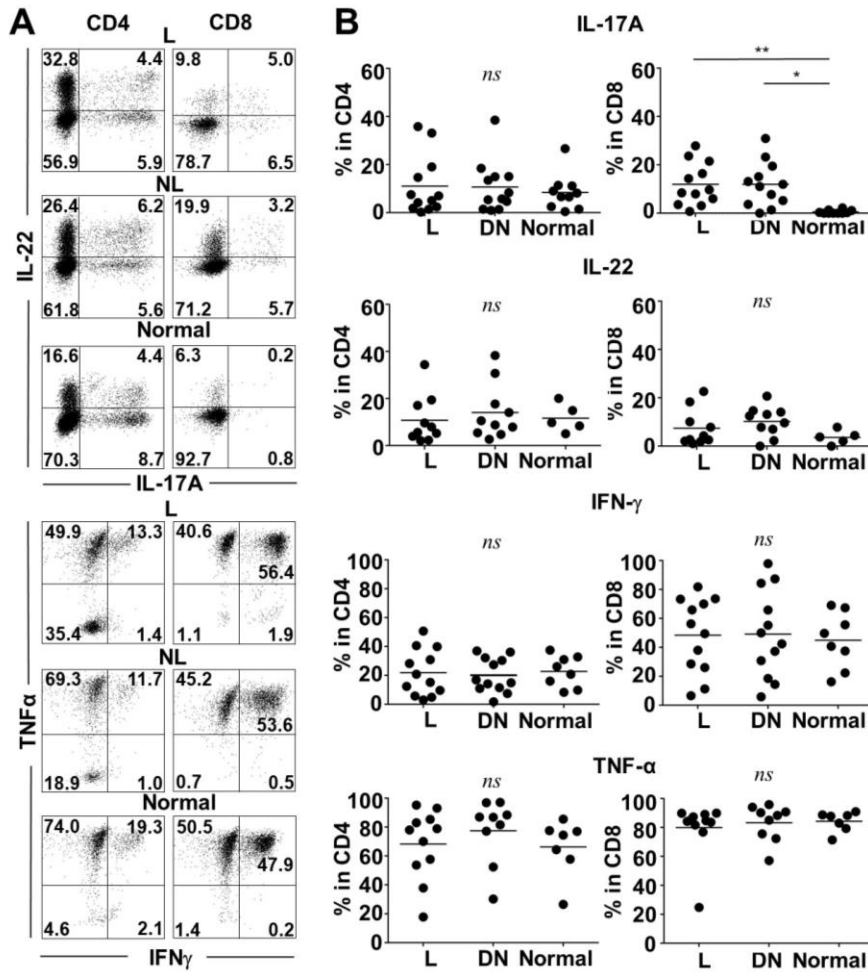 A
CD4 CD8
L
32.8 4.4 9.8 5.0
56.9 5.9 78.7 6.5
NL
26.4 6.2 19.9 3.2
61.8 5.6 71.2 5.7
Normal
16.6 4.4 6.3 0.2
70.3 8.7 92.7 0.8
IL-22
IL-17A
L
49.9 13.3 40.6
56.4
35.4 1.4 1.1 1.9
NL
69.3 11.7 45.2
53.6
18.9 1.0 0.7 0.5
Normal
74.0 19.3 50.5
47.9
4.6 2.1 1.4 0.2
TNFα
IFNγ
B
IL-17A
**
*
ns
% in CD4
60
40
20
0
L DN Normal
% in CD8
60
40
20
0
L DN Normal
IL-22
ns
% in CD4
60
40
20
0
L DN Normal
ns
% in CD8
60
40
20
0
L DN Normal
IFN-γ
ns
% in CD4
100
80
60
40
20
0
L DN Normal
ns
% in CD8
100
80
60
40
20
0
L DN Normal
TNF-α
ns
% in CD4
100
80
60
40
20
0
L DN Normal
ns
% in CD8
100
80
60
40
20
0
L DN Normal